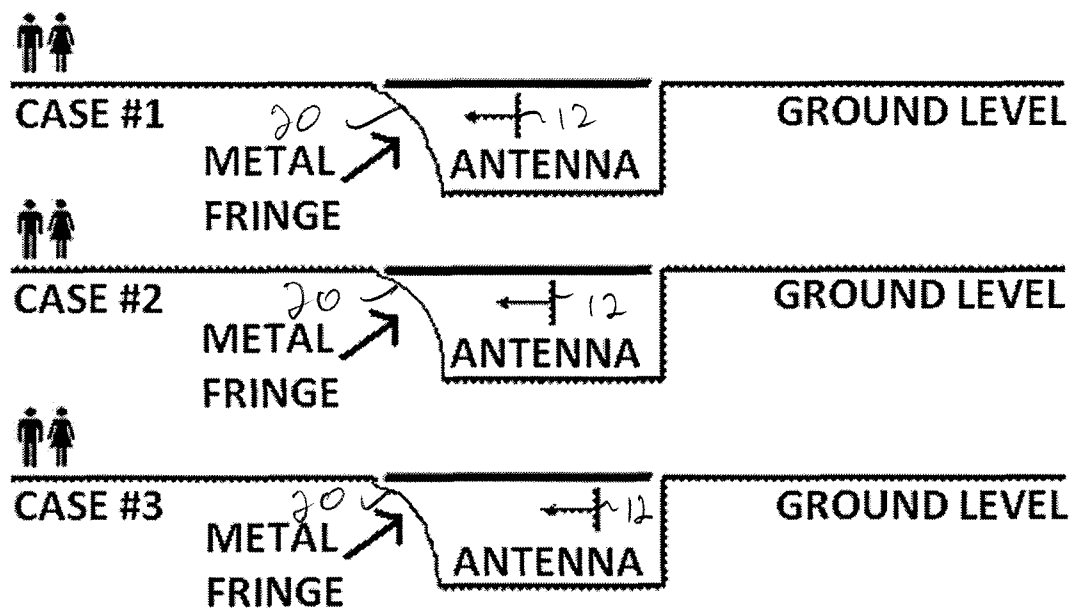 CASE #1 20 12 GROUND LEVEL
METAL ANTENNA
FRINGE
CASE #2 20 12 GROUND LEVEL
METAL ANTENNA
FRINGE
CASE #3 20 12 GROUND LEVEL
METAL ANTENNA
FRINGE